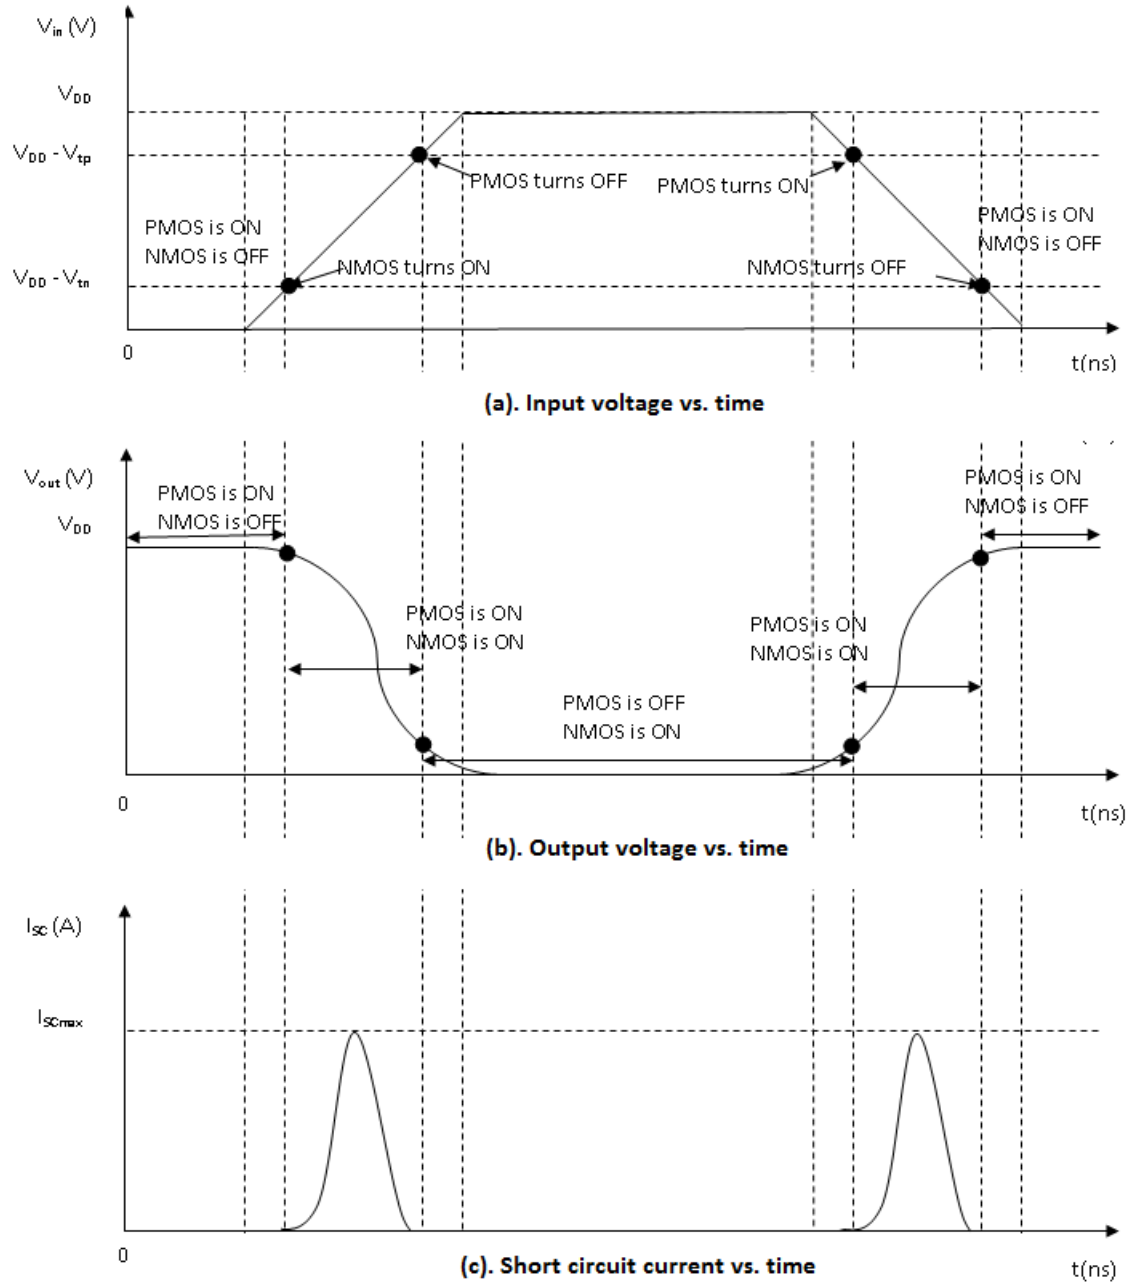 Vin (V)
VDD
VDD - Vtp
PMOS turns OFF
PMOS turns ON
PMOS is ON
NMOS is OFF
PMOS is ON
NMOS is OFF
NMOS turns ON
NMOS turns OFF
VDD - Vtn
0
t(ns)
(a). Input voltage vs. time
Vout (V)
PMOS is ON
NMOS is OFF
PMOS is ON
NMOS is OFF
VDD
PMOS is ON
NMOS is ON
PMOS is ON
NMOS is ON
PMOS is OFF
NMOS is ON
0
t(ns)
(b). Output voltage vs. time
ISC (A)
ISCmax
0
t(ns)
(c). Short circuit current vs. time